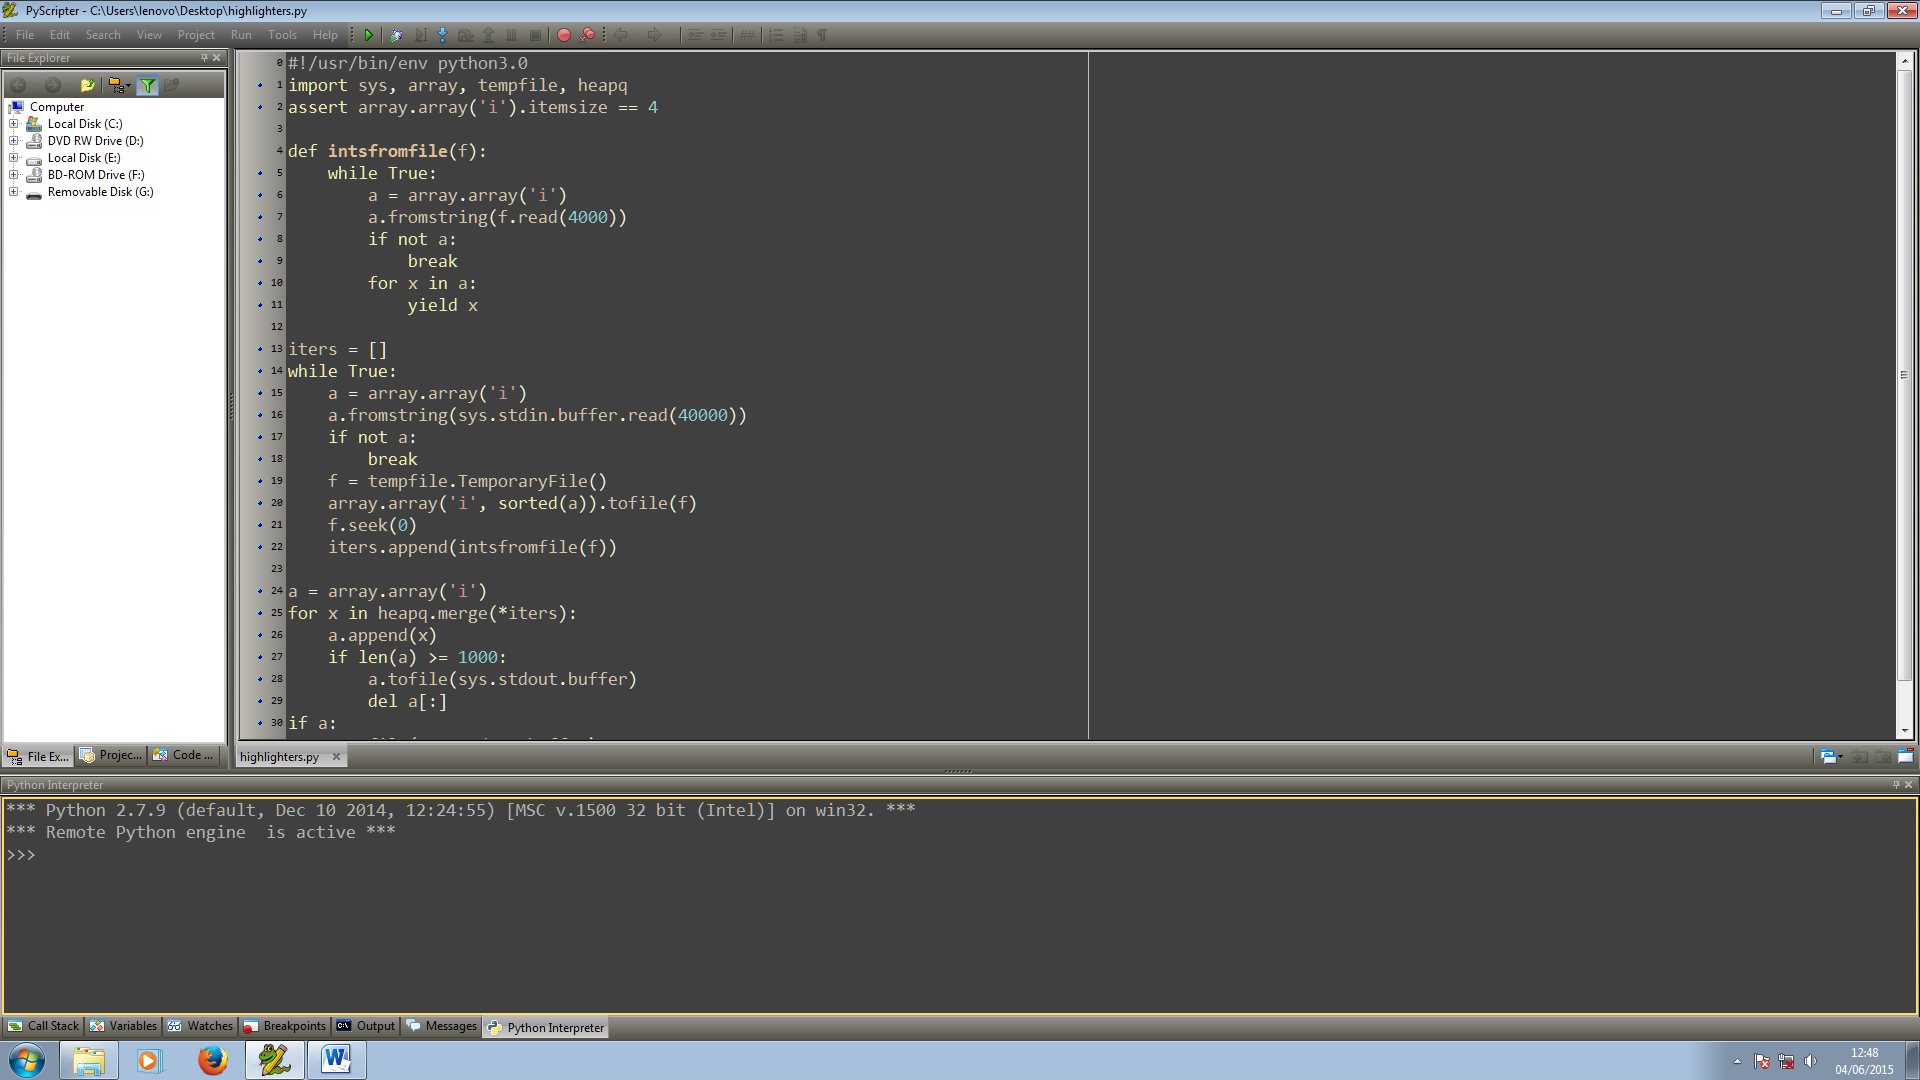 PyScripter - C:\Users\lenovo\Desktop\highlighters.py
File Edit Search View Project Run Tools Help
File Explorer
Computer
Local Disk (C:)
DVD RW Drive (D:)
Local Disk (E:)
BD-ROM Drive (F:)
Removable Disk (G:)
File Ex... Projec... Code ...
0 #!/usr/bin/env python3.0
1 import sys, array, tempfile, heapq
2 assert array.array('i').itemsize == 4
3
4 def intsfromfile(f):
5     while True:
6         a = array.array('i')
7         a.fromstring(f.read(4000))
8         if not a:
9             break
10         for x in a:
11             yield x
12
13 iters = []
14 while True:
15     a = array.array('i')
16     a.fromstring(sys.stdin.buffer.read(40000))
17     if not a:
18         break
19     f = tempfile.TemporaryFile()
20     array.array('i', sorted(a)).tofile(f)
21     f.seek(0)
22     iters.append(intsfromfile(f))
23
24 a = array.array('i')
25 for x in heapq.merge(*iters):
26     a.append(x)
27     if len(a) >= 1000:
28         a.tofile(sys.stdout.buffer)
29         del a[:]
30 if a:
highlighters.py
Python Interpreter
*** Python 2.7.9 (default, Dec 10 2014, 12:24:55) [MSC v.1500 32 bit (Intel)] on win32. ***
*** Remote Python engine  is active ***
>>>
Call Stack Variables Watches Breakpoints Output Messages Python Interpreter
12:48
04/06/2015